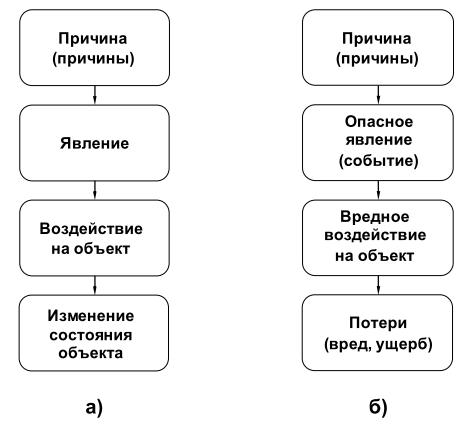 Причина
(причины)
Явление
Воздействие
на объект
Изменение
состояния
объекта
а)
Причина
(причины)
Опасное
явление
(событие)
Вредное
воздействие
на объект
Потери
(вред, ущерб)
б)